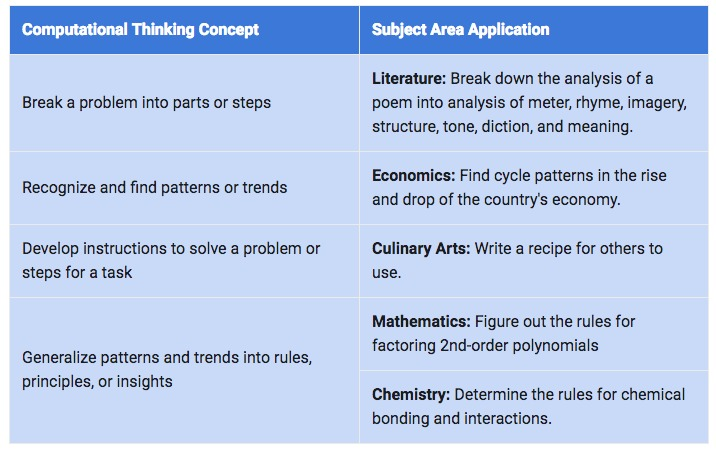 Computational Thinking Concept
Subject Area Application
Break a problem into parts or steps
Literature: Break down the analysis of a
poem into analysis of meter, rhyme, imagery,
structure, tone, diction, and meaning.
Recognize and find patterns or trends
Economics: Find cycle patterns in the rise
and drop of the country's economy.
Develop instructions to solve a problem or
steps for a task
Culinary Arts: Write a recipe for others to
use.
Generalize patterns and trends into rules,
principles, or insights
Mathematics: Figure out the rules for
factoring 2nd-order polynomials
Chemistry: Determine the rules for chemical
bonding and interactions.